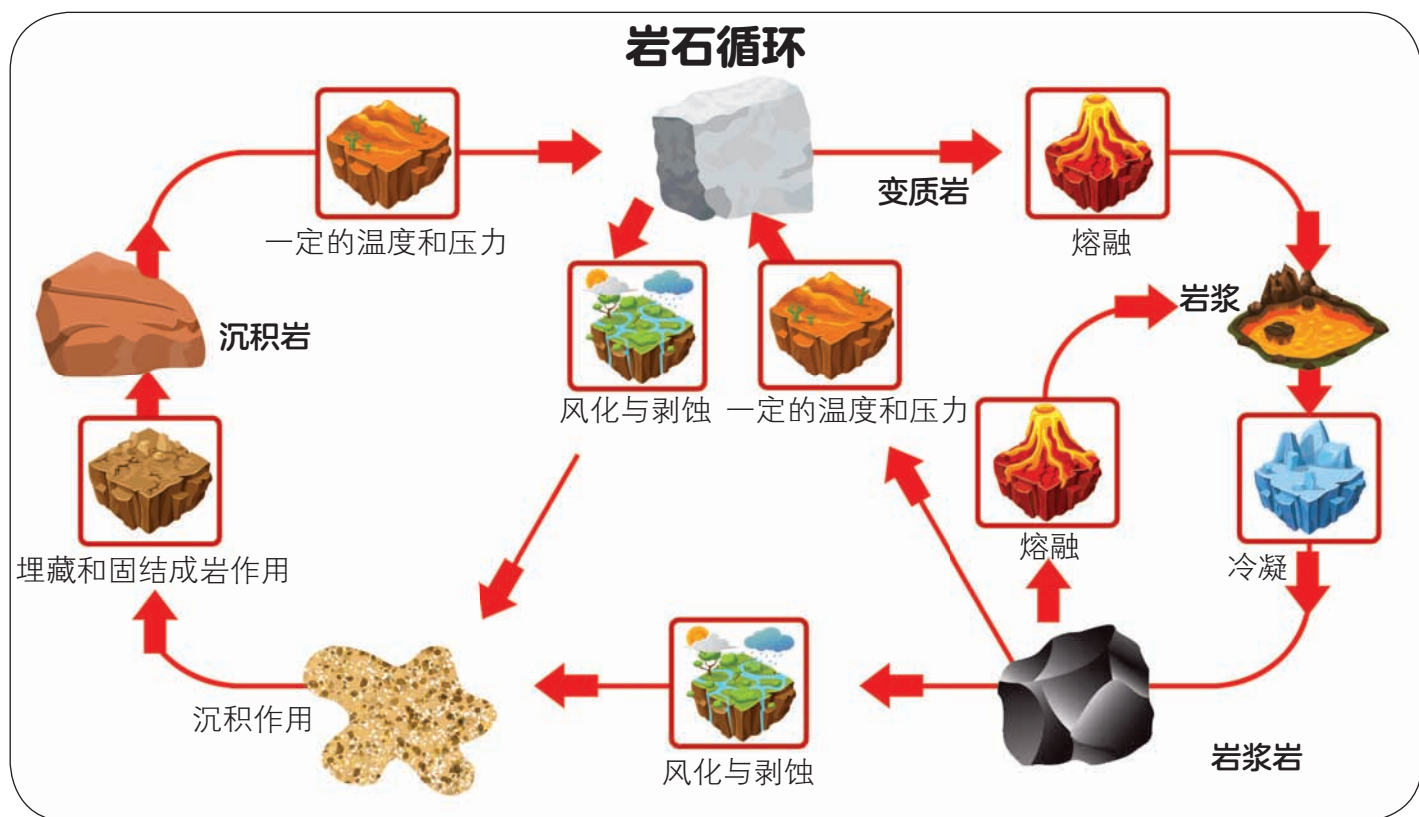 岩石循环
一定的温度和压力
变质岩
熔融
沉积岩
岩浆
风化与剥蚀
一定的温度和压力
熔融
埋藏和固结成岩作用
冷凝
沉积作用
风化与剥蚀
岩浆岩